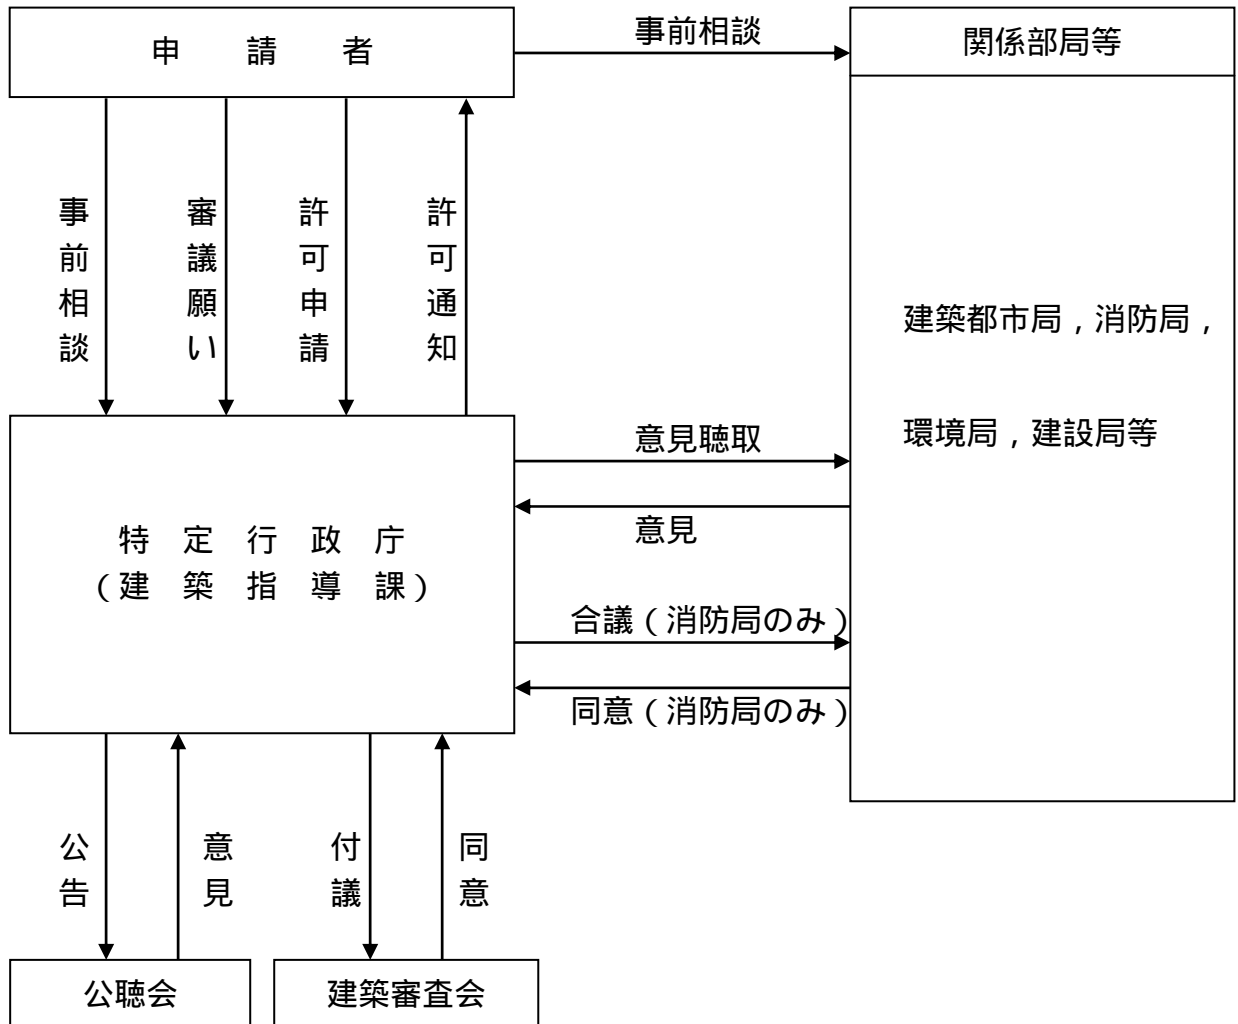 申請者
事前相談
関係部局等
事前相談
審議願い
許可申請
許可通知
建築都市局，消防局，
環境局，建設局等
意見聴取
意見
特定行政庁
（建築指導課）
合議（消防局のみ）
同意（消防局のみ）
公告
意見
付議
同意
公聴会
建築審査会